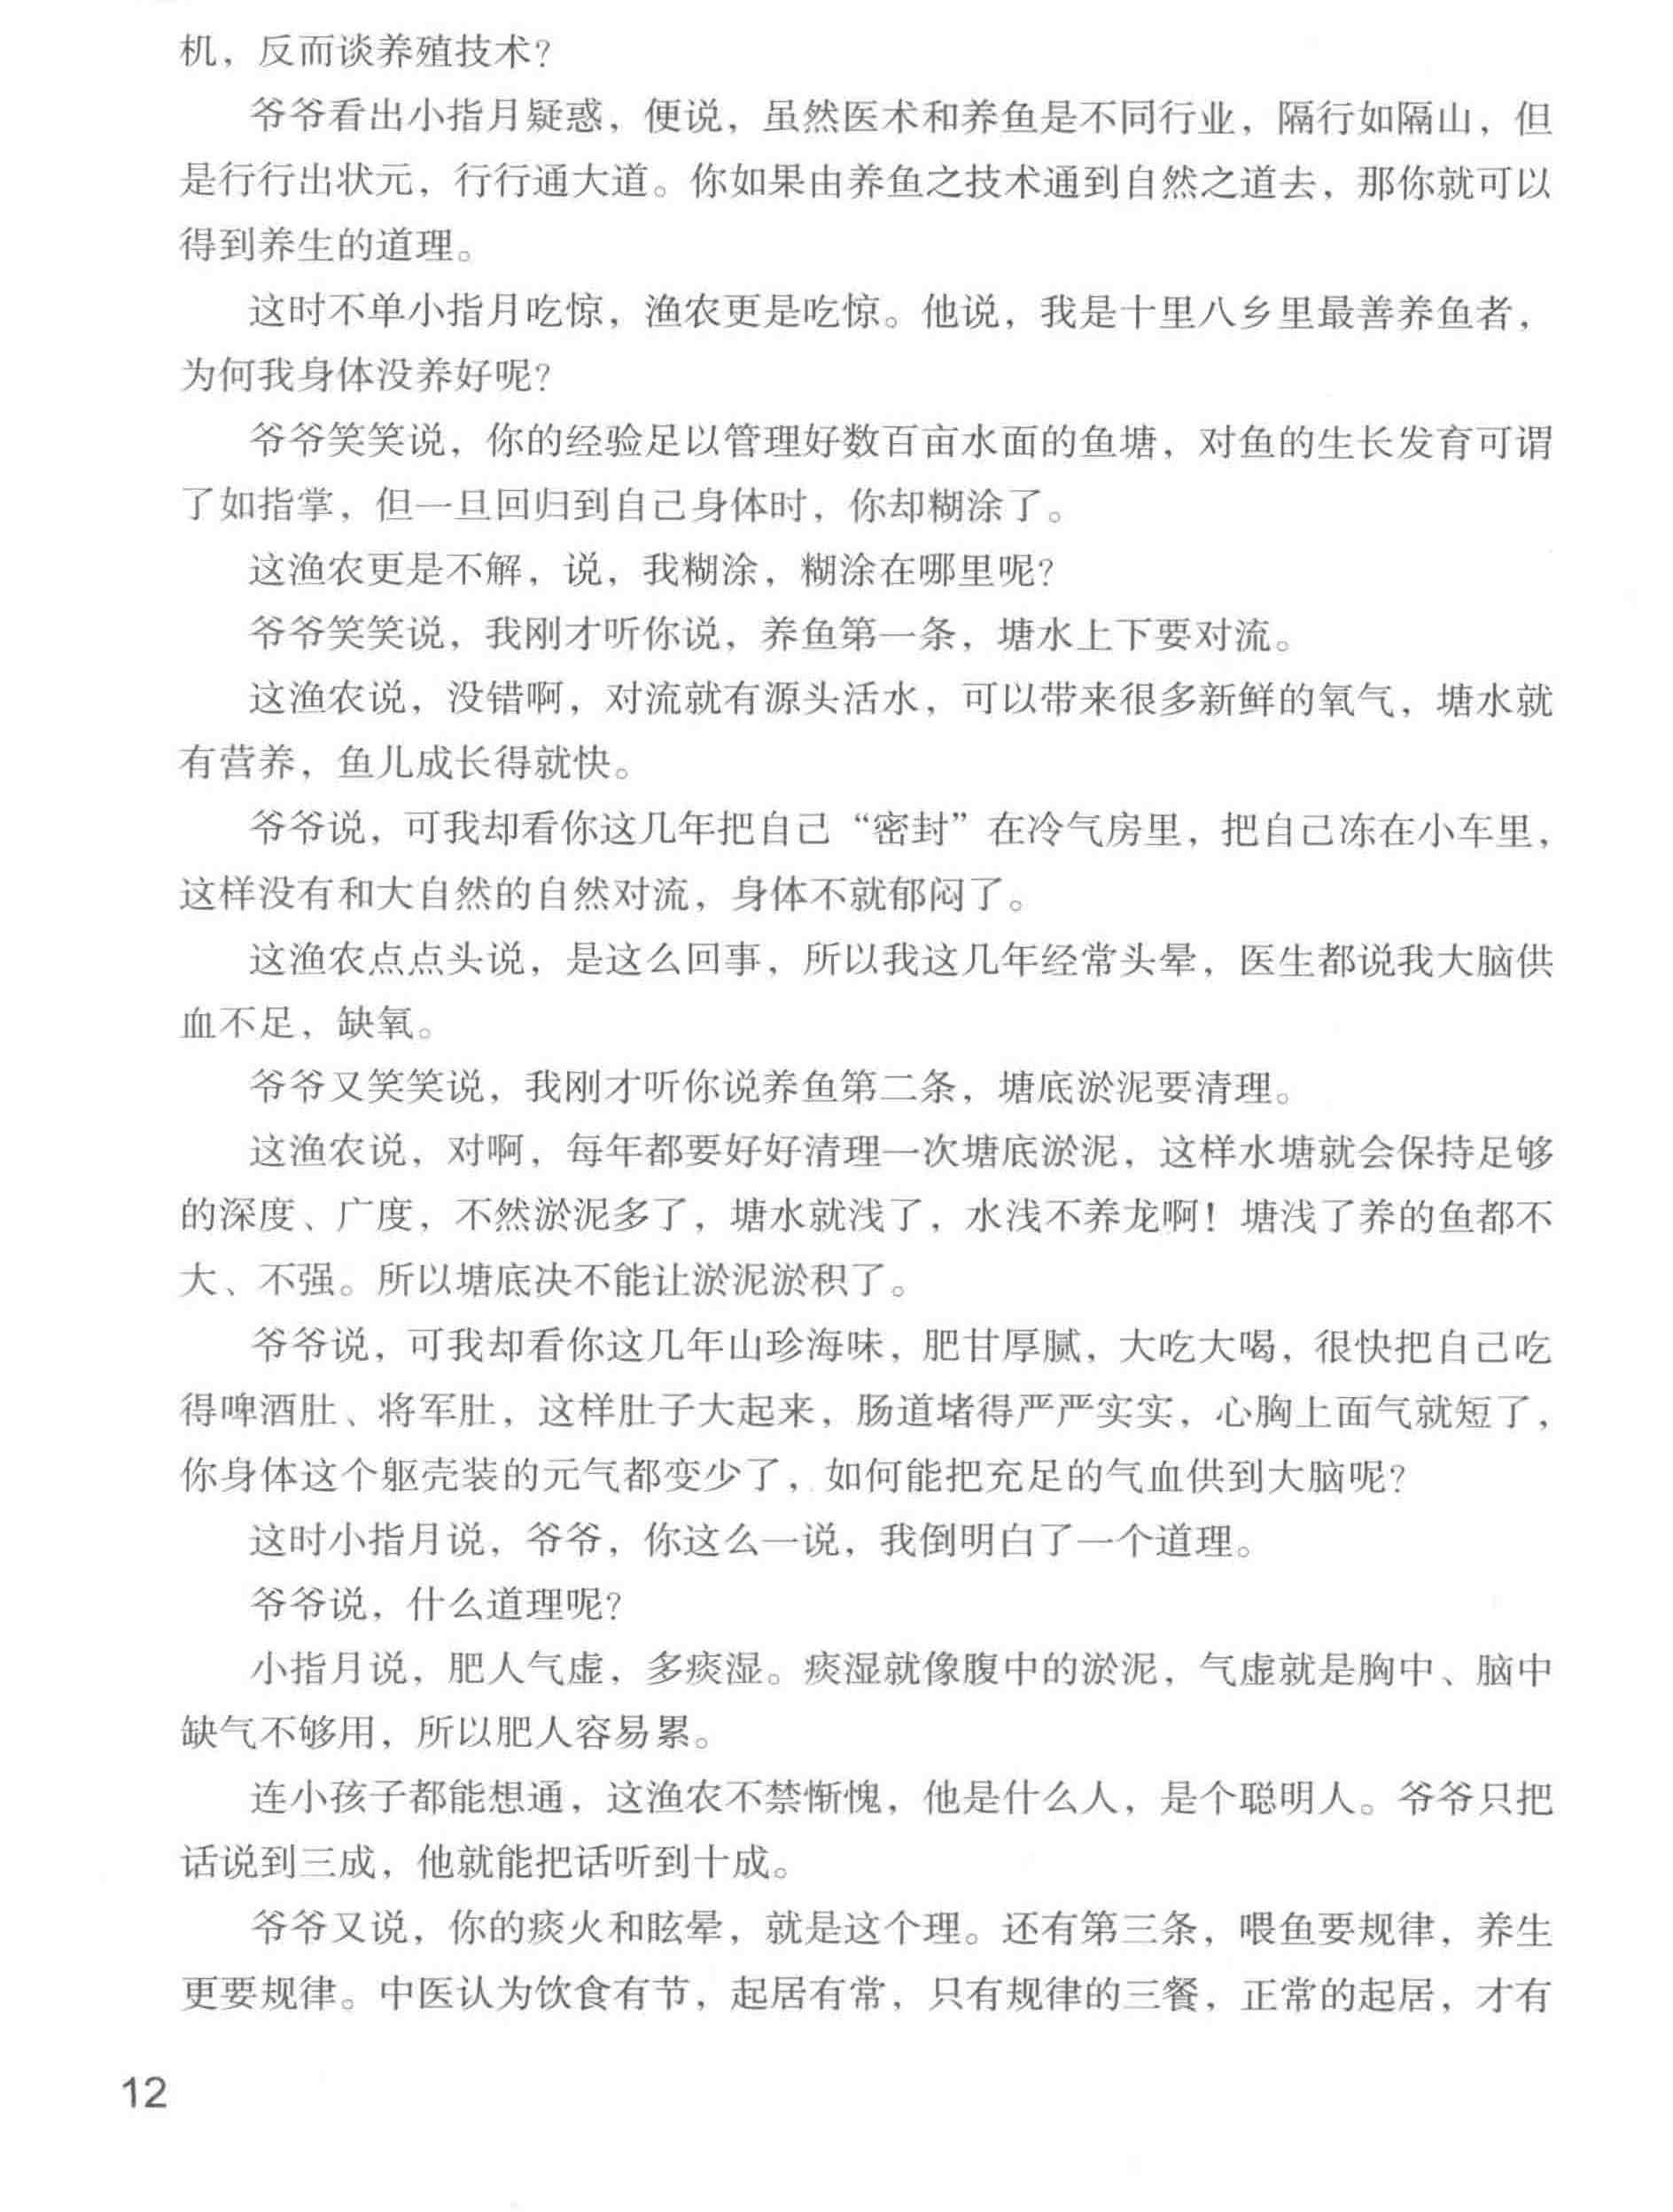 机，反而谈养殖技术？
爷爷看出小指月疑惑，便说，虽然医术和养鱼是不同行业，隔行如隔山，但
是行行出状元，行行通大道。你如果由养鱼之技术通到自然之道去，那你就可以
得到养生的道理。
这时不单小指月吃惊，渔农更是吃惊。他说，我是十里八乡里最善养鱼者，
为何我身体没养好呢？
爷爷笑笑说，你的经验足以管理好数百亩水面的鱼塘，对鱼的生长发育可谓
了如指掌，但一旦回归到自己身体时，你却糊涂了。
这渔农更是不解，说，我糊涂，糊涂在哪里呢？
爷爷笑笑说，我刚才听你说，养鱼第一条，塘水上下要对流。
这渔农说，没错啊，对流就有源头活水，可以带来很多新鲜的氧气，塘水就
有营养，鱼儿成长得就快。
爷爷说，可我却看你这几年把自己“密封”在冷气房里，把自己冻在小车里，
这样没有和大自然的自然对流，身体不就郁闷了。
这渔农点点头说，是这么回事，所以我这几年经常头晕，医生都说我大脑供
血不足，缺氧。
爷爷又笑笑说，我刚才听你说养鱼第二条，塘底淤泥要清理。
这渔农说，对啊，每年都要好好清理一次塘底淤泥，这样水塘就会保持足够
的深度、广度，不然淤泥多了，塘水就浅了，水浅不养龙啊！塘浅了养的鱼都不
大、不强。所以塘底决不能让淤泥淤积了。
爷爷说，可我却看你这几年山珍海味，肥甘厚腻，大吃大喝，很快把自己吃
得啤酒肚、将军肚，这样肚子大起来，肠道堵得严严实实，心胸上面气就短了，
你身体这个躯壳装的元气都变少了，如何能把充足的气血供到大脑呢？
这时小指月说，爷爷，你这么一说，我倒明白了一个道理。
爷爷说，什么道理呢？
小指月说，肥人气虚，多痰湿。痰湿就像腹中的淤泥，气虚就是胸中、脑中
缺气不够用，所以肥人容易累。
连小孩子都能想通，这渔农不禁惭愧，他是什么人，是个聪明人。爷爷只把
话说到三成，他就能把话听到十成。
爷爷又说，你的痰火和眩晕，就是这个理。还有第三条，喂鱼要规律，养生
更要规律。中医认为饮食有节，起居有常，只有规律的三餐，正常的起居，才有
12